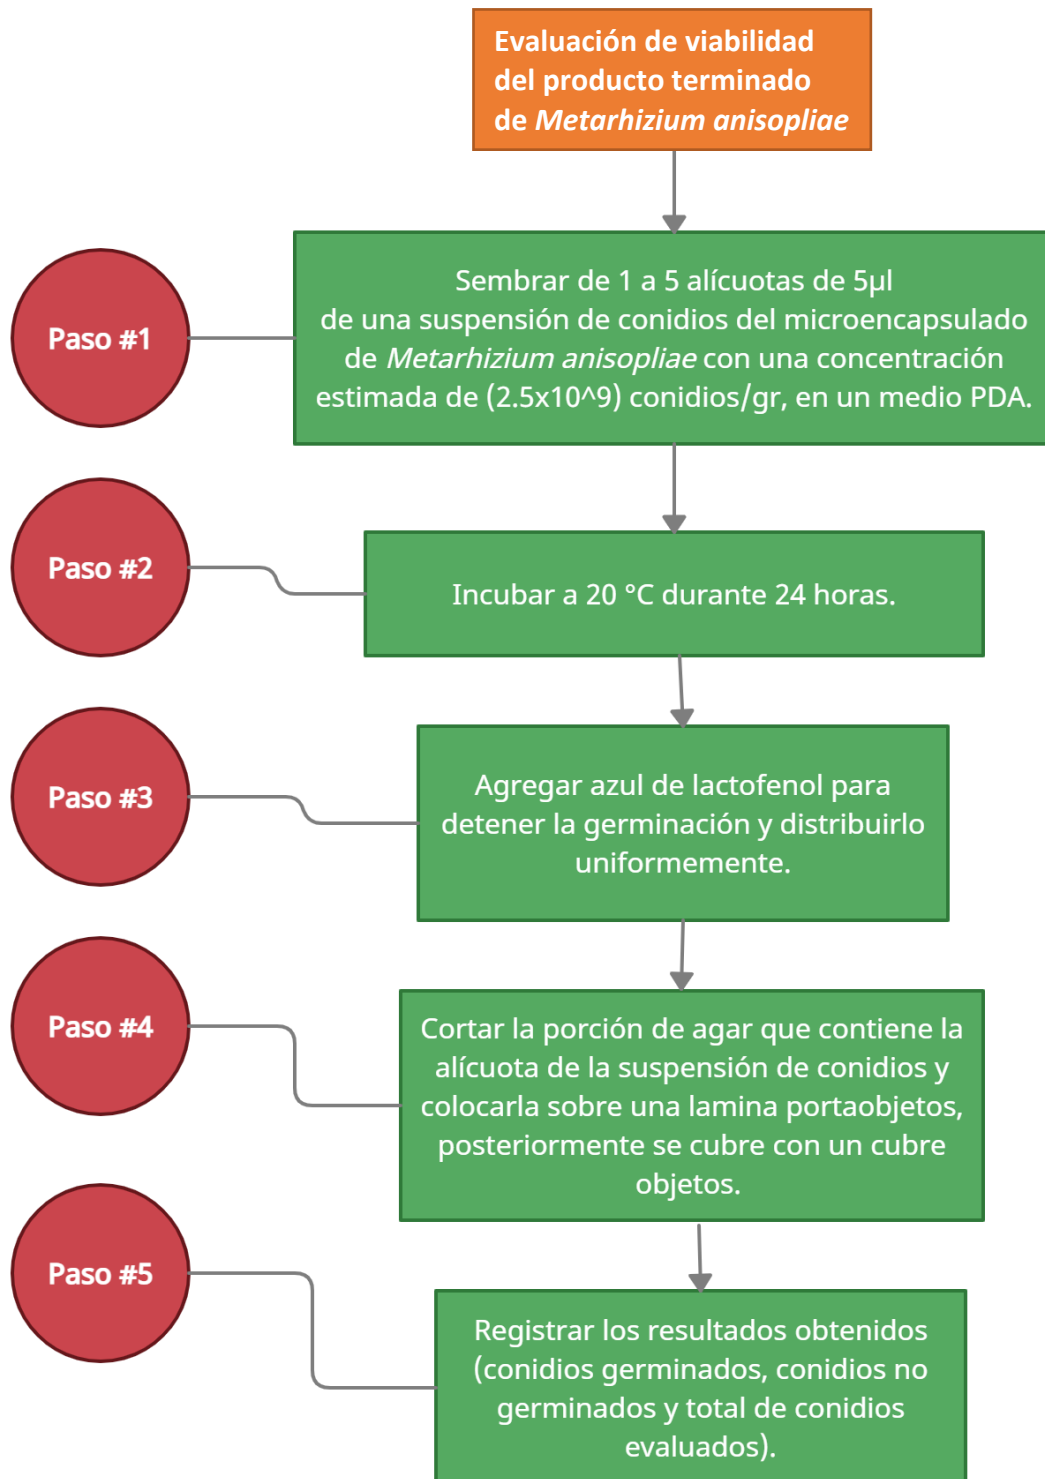 Evaluación de viabilidad
del producto terminado
de Metarhizium anisopliae
Paso #1
Sembrar de 1 a 5 alícuotas de 5µl
de una suspensión de conidios del microencapsulado
de Metarhizium anisopliae con una concentración
estimada de (2.5x10^9) conidios/gr, en un medio PDA.
Paso #2
Incubar a 20 °C durante 24 horas.
Paso #3
Agregar azul de lactofenol para
detener la germinación y distribuirlo
uniformemente.
Paso #4
Cortar la porción de agar que contiene la
alícuota de la suspensión de conidios y
colocarla sobre una lamina portaobjetos,
posteriormente se cubre con un cubre
objetos.
Paso #5
Registrar los resultados obtenidos
(conidios germinados, conidios no
germinados y total de conidios
evaluados).